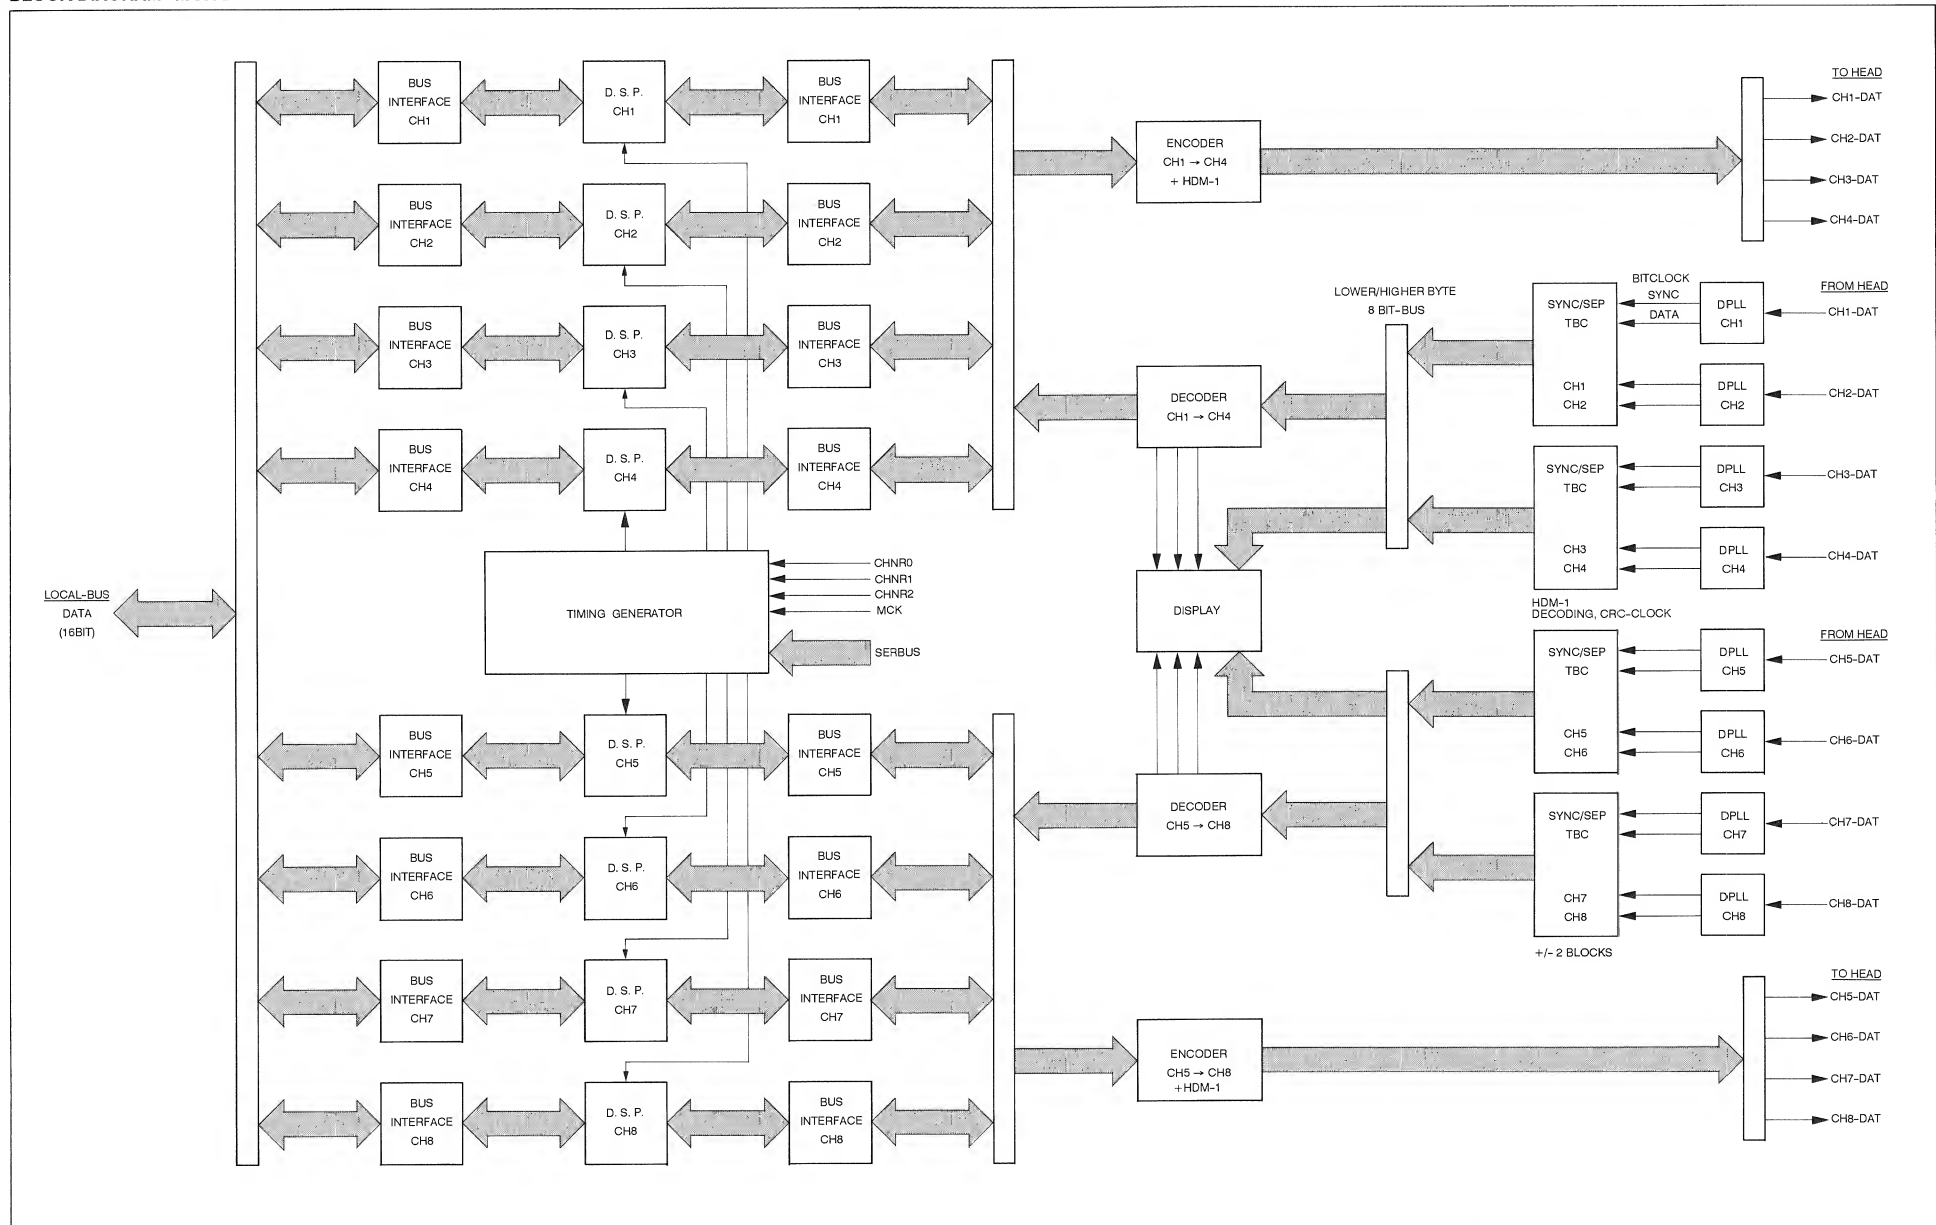 BUS
INTERFACE
CH1
D. S. P.
CH1
BUS
INTERFACE
CH1
BUS
INTERFACE
CH2
D. S. P.
CH2
BUS
INTERFACE
CH2
BUS
INTERFACE
CH3
D. S. P.
CH3
BUS
INTERFACE
CH3
BUS
INTERFACE
CH4
D. S. P.
CH4
BUS
INTERFACE
CH4
LOCAL-BUS
DATA
(16BIT)
TIMING GENERATOR
CHNR0
CHNR1
CHNR2
MCK
SERBUS
BUS
INTERFACE
CH5
D. S. P.
CH5
BUS
INTERFACE
CH5
BUS
INTERFACE
CH6
D. S. P.
CH6
BUS
INTERFACE
CH6
BUS
INTERFACE
CH7
D. S. P.
CH7
BUS
INTERFACE
CH7
BUS
INTERFACE
CH8
D. S. P.
CH8
BUS
INTERFACE
CH8
ENCODER
CH1 → CH4
+ HDM-1
TO HEAD
CH1-DAT
CH2-DAT
CH3-DAT
CH4-DAT
LOWER/HIGHER BYTE
8 BIT-BUS
DECODER
CH1 → CH4
SYNC/SEP
TBC
CH1
CH2
BITCLOCK
SYNC
DATA
DPLL
CH1
DPLL
CH2
FROM HEAD
CH1-DAT
CH2-DAT
SYNC/SEP
TBC
CH3
CH4
DPLL
CH3
DPLL
CH4
CH3-DAT
CH4-DAT
DISPLAY
HDM-1
DECODING, CRC-CLOCK
SYNC/SEP
TBC
CH5
CH6
DPLL
CH5
DPLL
CH6
FROM HEAD
CH5-DAT
CH6-DAT
DECODER
CH5 → CH8
SYNC/SEP
TBC
CH7
CH8
DPLL
CH7
DPLL
CH8
CH7-DAT
CH8-DAT
+/- 2 BLOCKS
ENCODER
CH5 → CH8
+HDM-1
TO HEAD
CH5-DAT
CH6-DAT
CH7-DAT
CH8-DAT